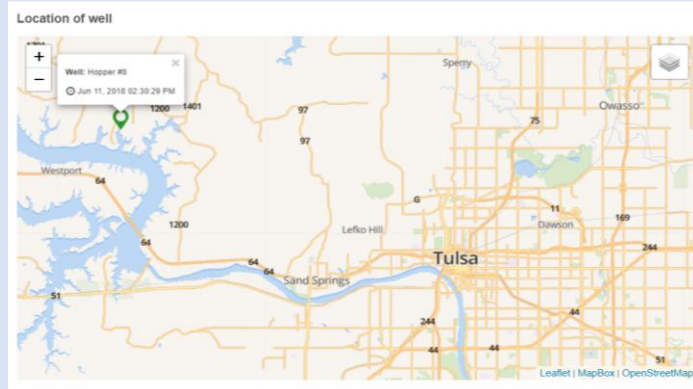 Location of well
+
−
Well: Hopper #8
×
Jun 11, 2018 02:30:29 PM
1200
1401
Sperry
Owasso
97
97
75
Westport
64
1200
G
11
169
Lefko Hill
Dawson
64
64
64
244
Tulsa
Sand Springs
51
244
44
44
44
51
Leaflet | MapBox | OpenStreetMap